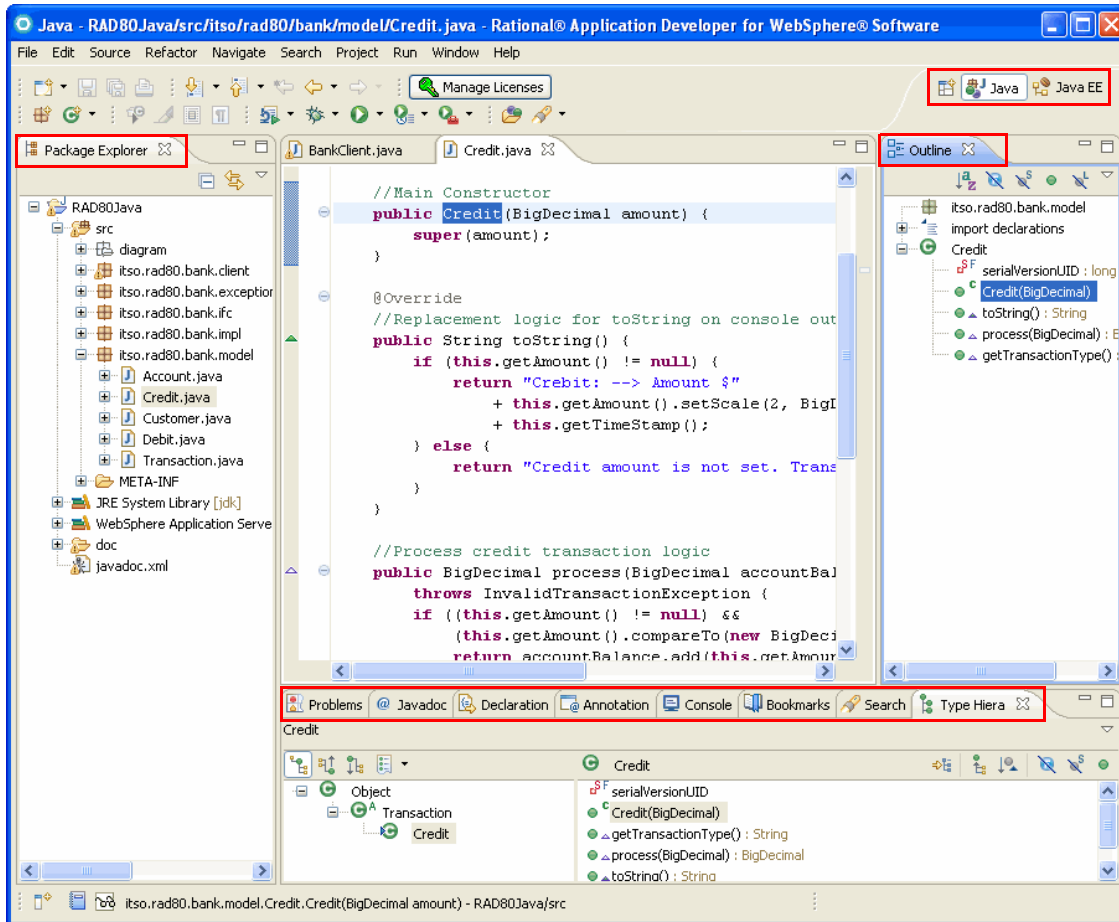 Java - RAD80Java/src/itso/rad80/bank/model/Credit.java - Rational® Application Developer for WebSphere® Software
File Edit Source Refactor Navigate Search Project Run Window Help
Manage Licenses
Java
Java EE
Package Explorer
RAD80Java
src
diagram
itso.rad80.bank.client
itso.rad80.bank.exception
itso.rad80.bank.ifc
itso.rad80.bank.impl
itso.rad80.bank.model
Account.java
Credit.java
Customer.java
Debit.java
Transaction.java
META-INF
JRE System Library [jdk]
WebSphere Application Serve
doc
javadoc.xml
BankClient.java
Credit.java
//Main Constructor
public Credit(BigDecimal amount) {
super(amount);
}
@Override
//Replacement logic for toString on console out
public String toString() {
if (this.getAmount() != null) {
return "Crebit: --> Amount $"
+ this.getAmount().setScale(2, BigD
+ this.getTimeStamp();
} else {
return "Credit amount is not set. Trans
}
}
//Process credit transaction logic
public BigDecimal process(BigDecimal accountBal
throws InvalidTransactionException {
if ((this.getAmount() != null) &&
(this.getAmount().compareTo(new BigDeci
return accountBalance.add(this.getAmour
Outline
itso.rad80.bank.model
import declarations
Credit
serialVersionUID : long
Credit(BigDecimal)
toString() : String
process(BigDecimal) : B
getTransactionType() :
Problems
@ Javadoc
Declaration
Annotation
Console
Bookmarks
Search
Type Hiera
Credit
Object
Transaction
Credit
Credit
serialVersionUID
Credit(BigDecimal)
getTransactionType() : String
process(BigDecimal) : BigDecimal
toString() : String
itso.rad80.bank.model.Credit.Credit(BigDecimal amount) - RAD80Java/src